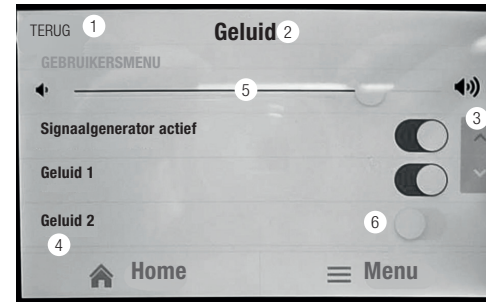 TERUG 1 Geluid 2
GEBRUIKERSMENU
5
3
Signaalgenerator actief
Geluid 1
Geluid 2 6
4
Home Menu